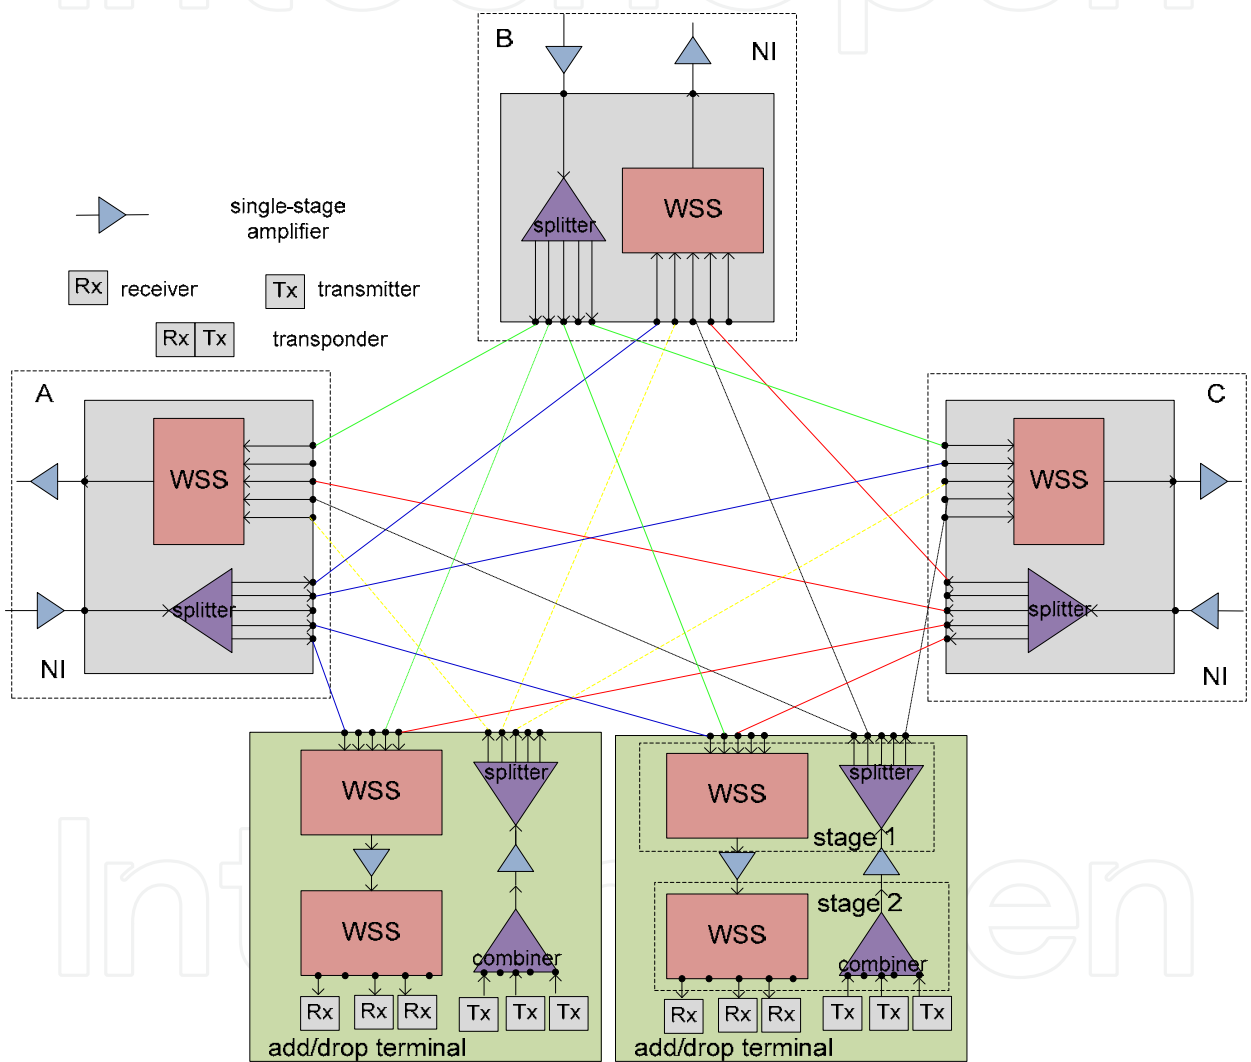 B
NI
WSS
splitter
single-stage
amplifier
Rx
receiver
Tx
transmitter
Rx
Tx
transponder
A
WSS
splitter
NI
C
WSS
splitter
NI
WSS
splitter
WSS
combiner
Rx
Rx
Rx
Tx
Tx
Tx
add/drop terminal
WSS
splitter
stage 1
stage 2
WSS
combiner
Rx
Rx
Rx
Tx
Tx
Tx
add/drop terminal